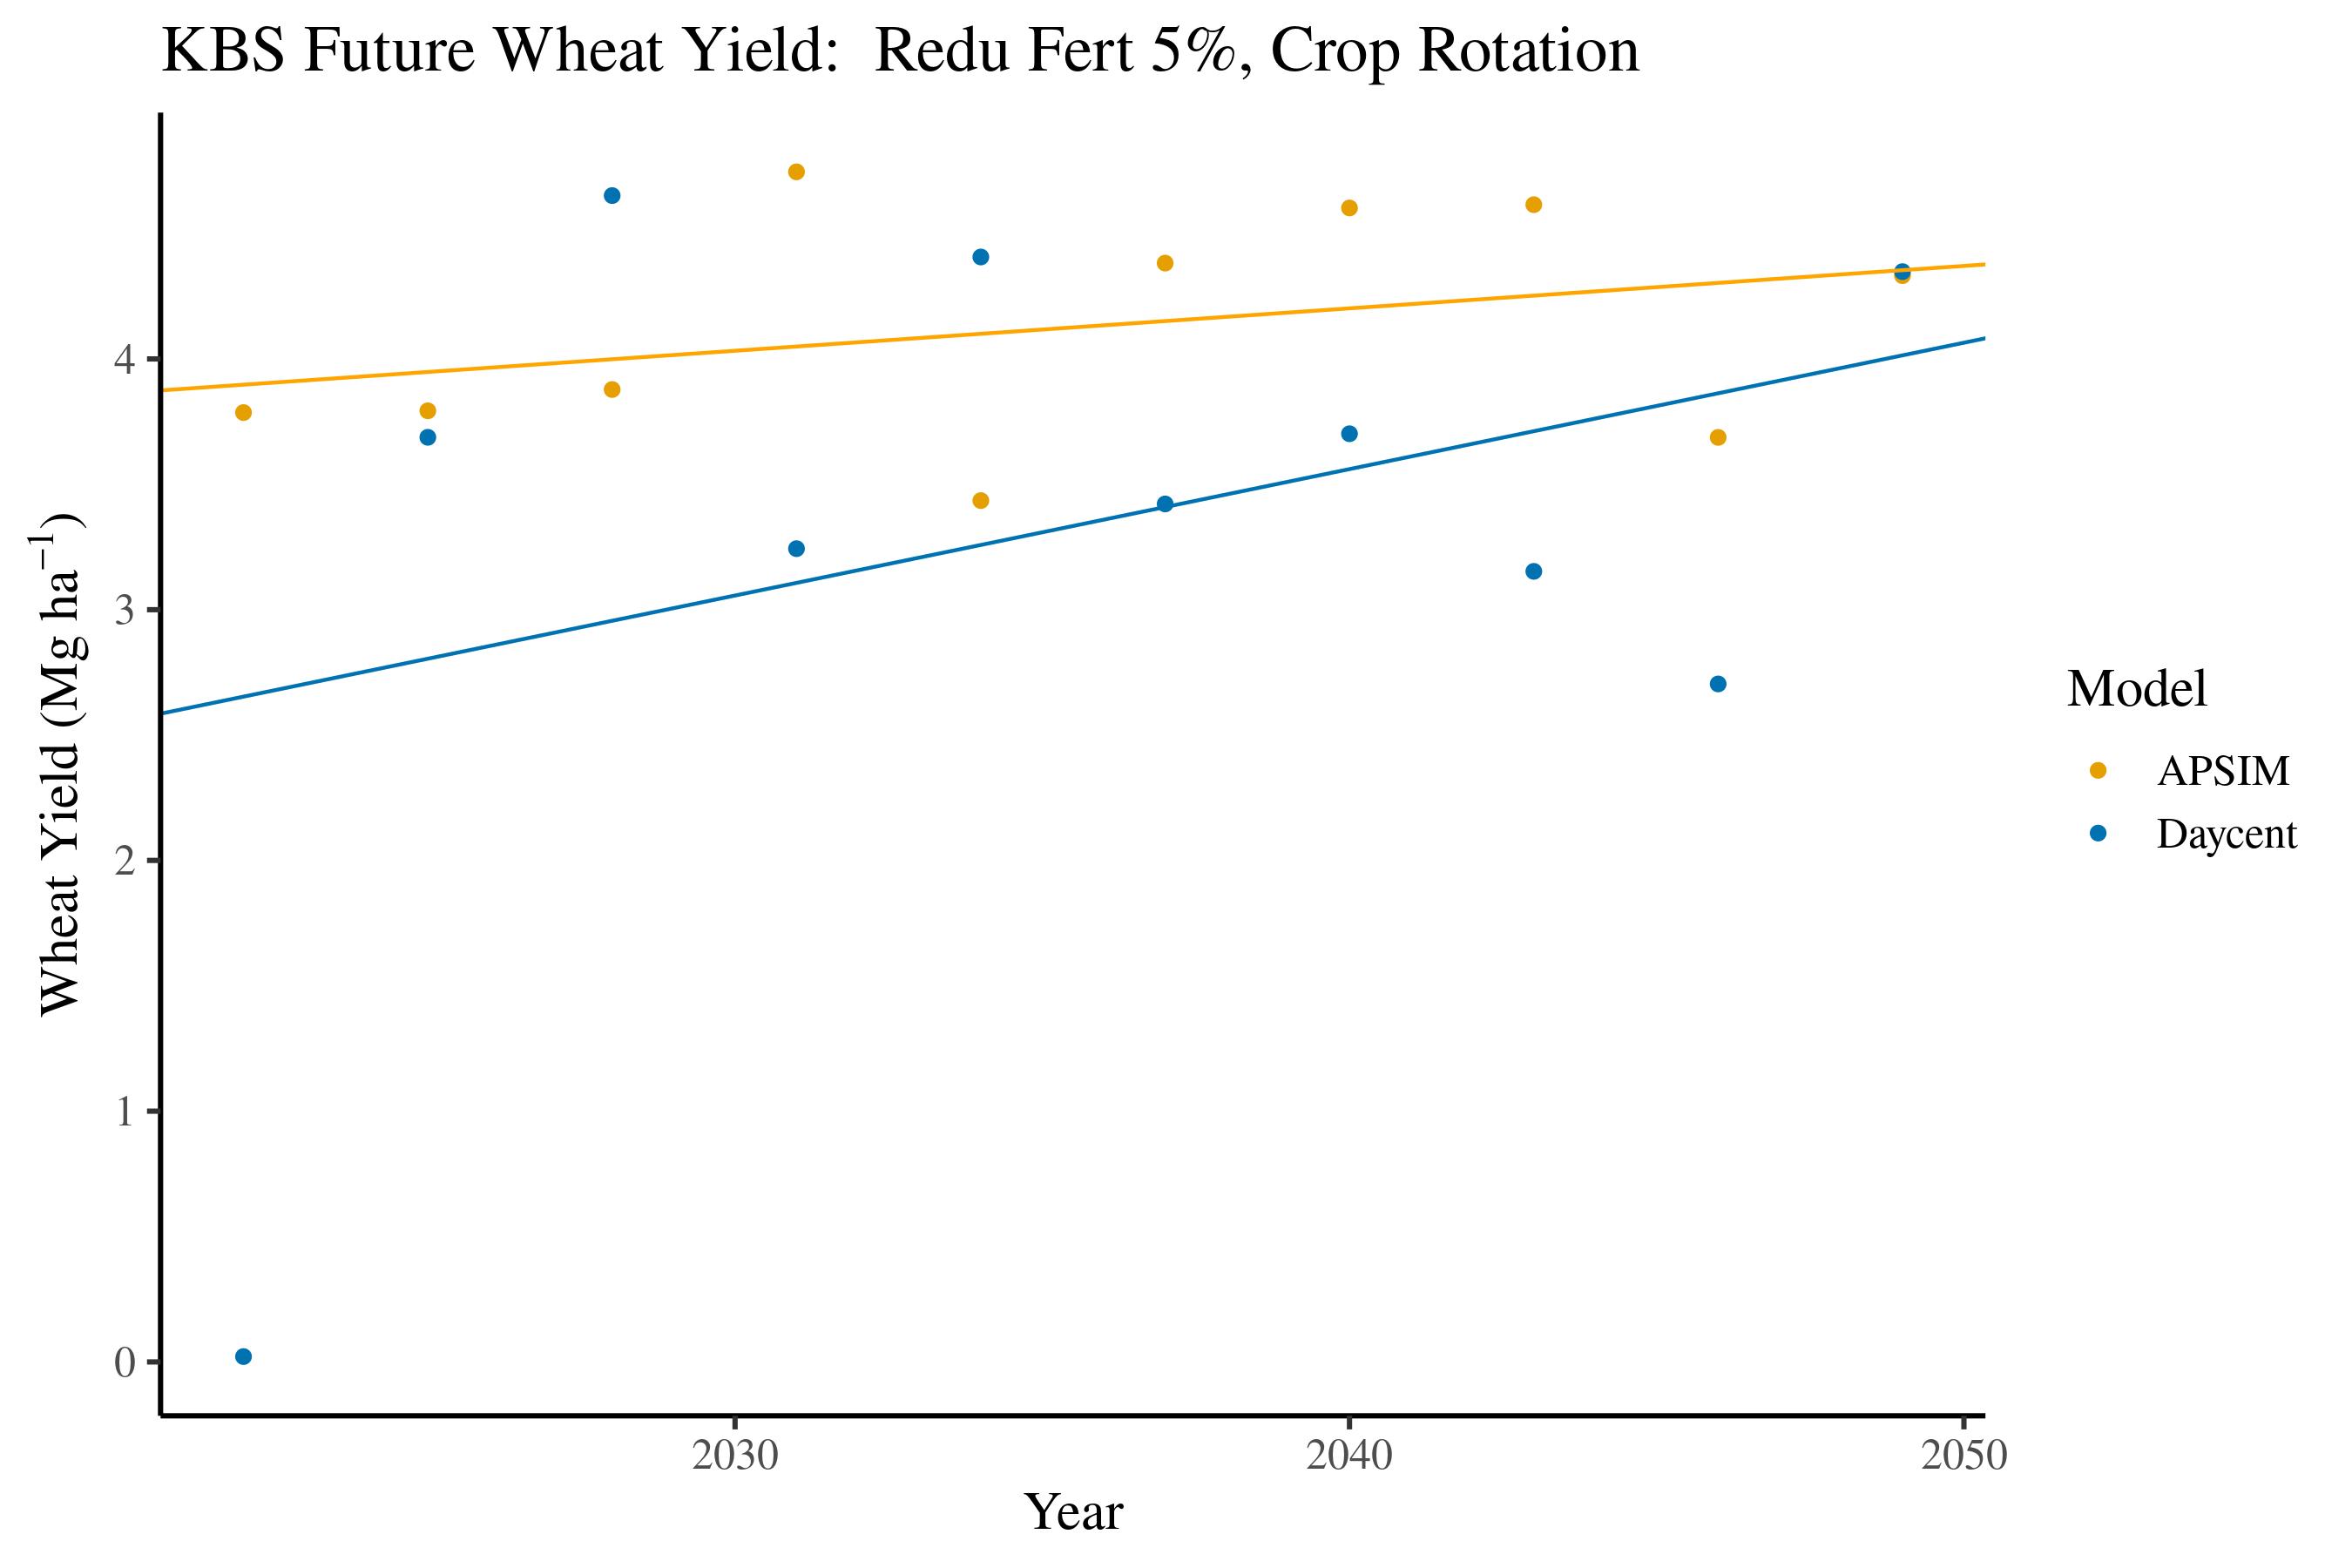 KBS Future Wheat Yield:  Redu Fert 5%, Crop Rotation
Wheat Yield (Mg ha⁻¹)
4
3
2
1
0
2030 2040 2050
Year
Model
APSIM
Daycent